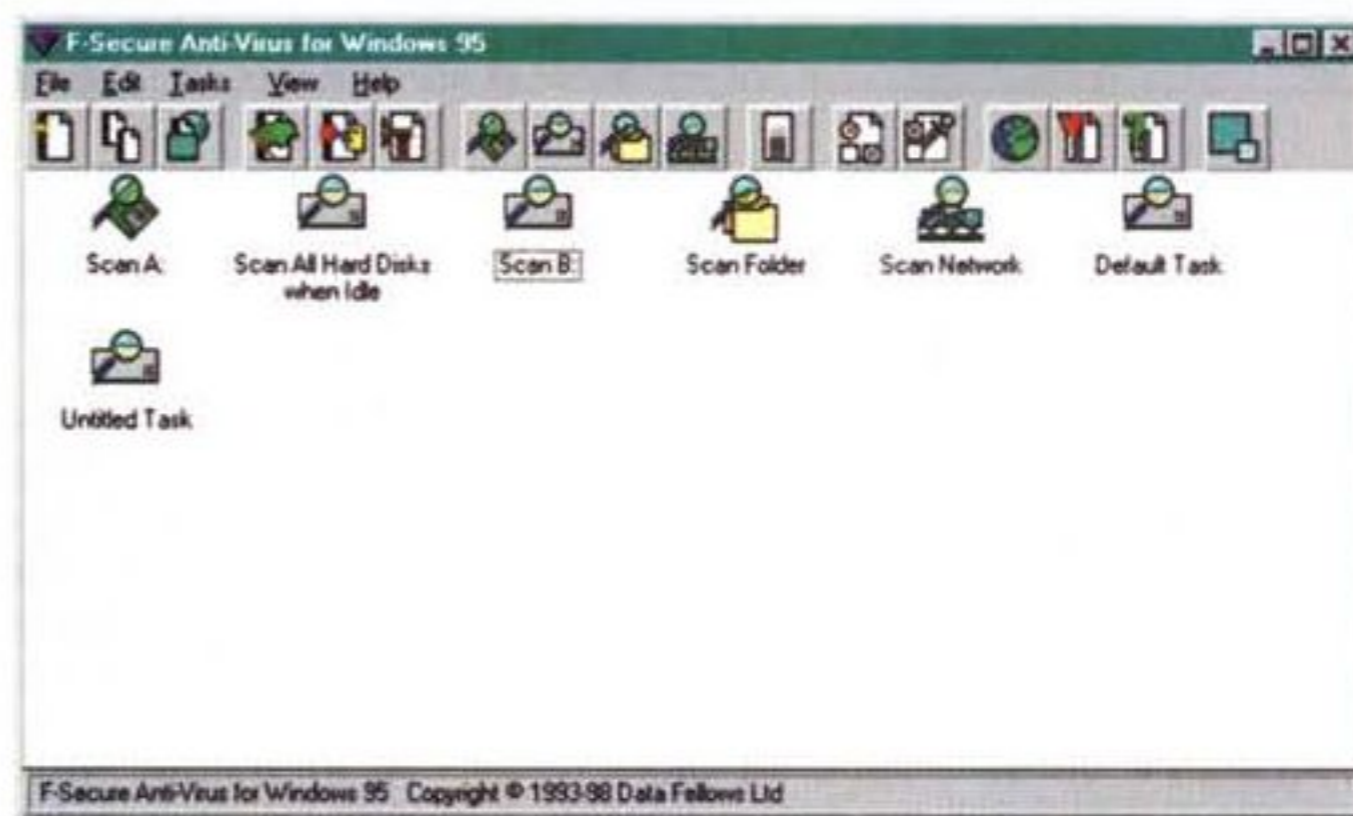 F-Secure Anti-Virus for Windows 95
File Edit Tasks View Help
Scan A:
Scan All Hard Disks
when Idle
Scan B:
Scan Folder
Scan Network
Default Task
Untitled Task
F-Secure Anti-Virus for Windows 95 Copyright © 1993-98 Data Fellows Ltd